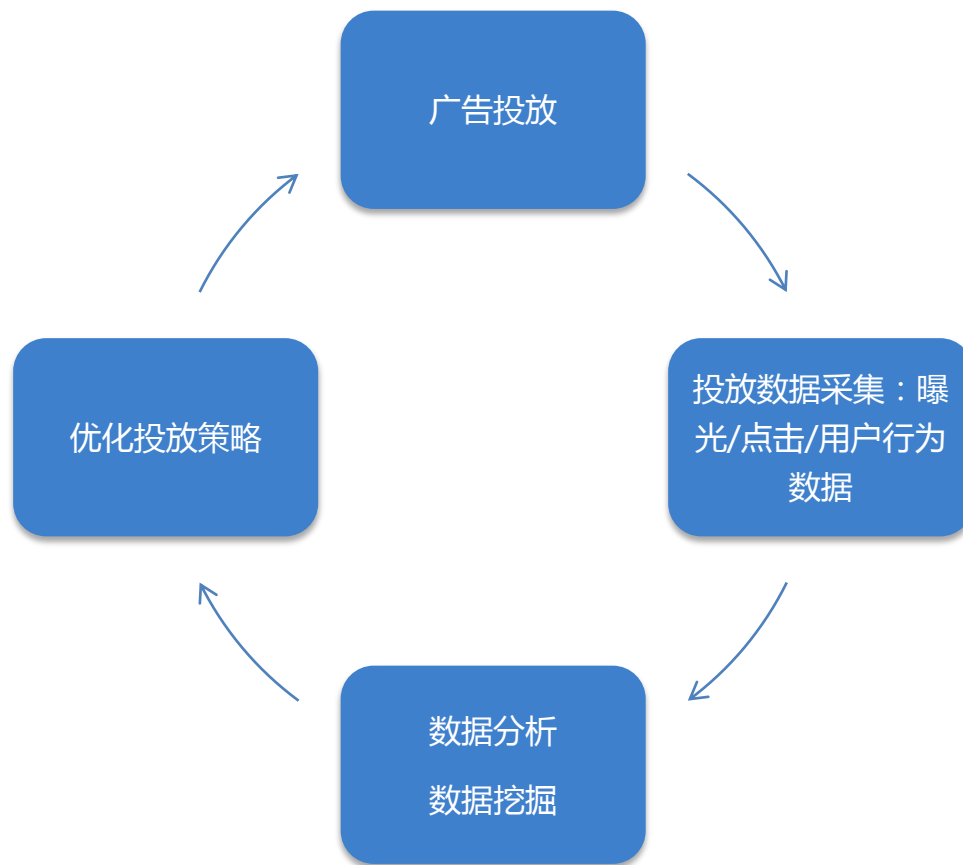 广告投放
投放数据采集：曝
光/点击/用户行为
数据
优化投放策略
数据分析
数据挖掘